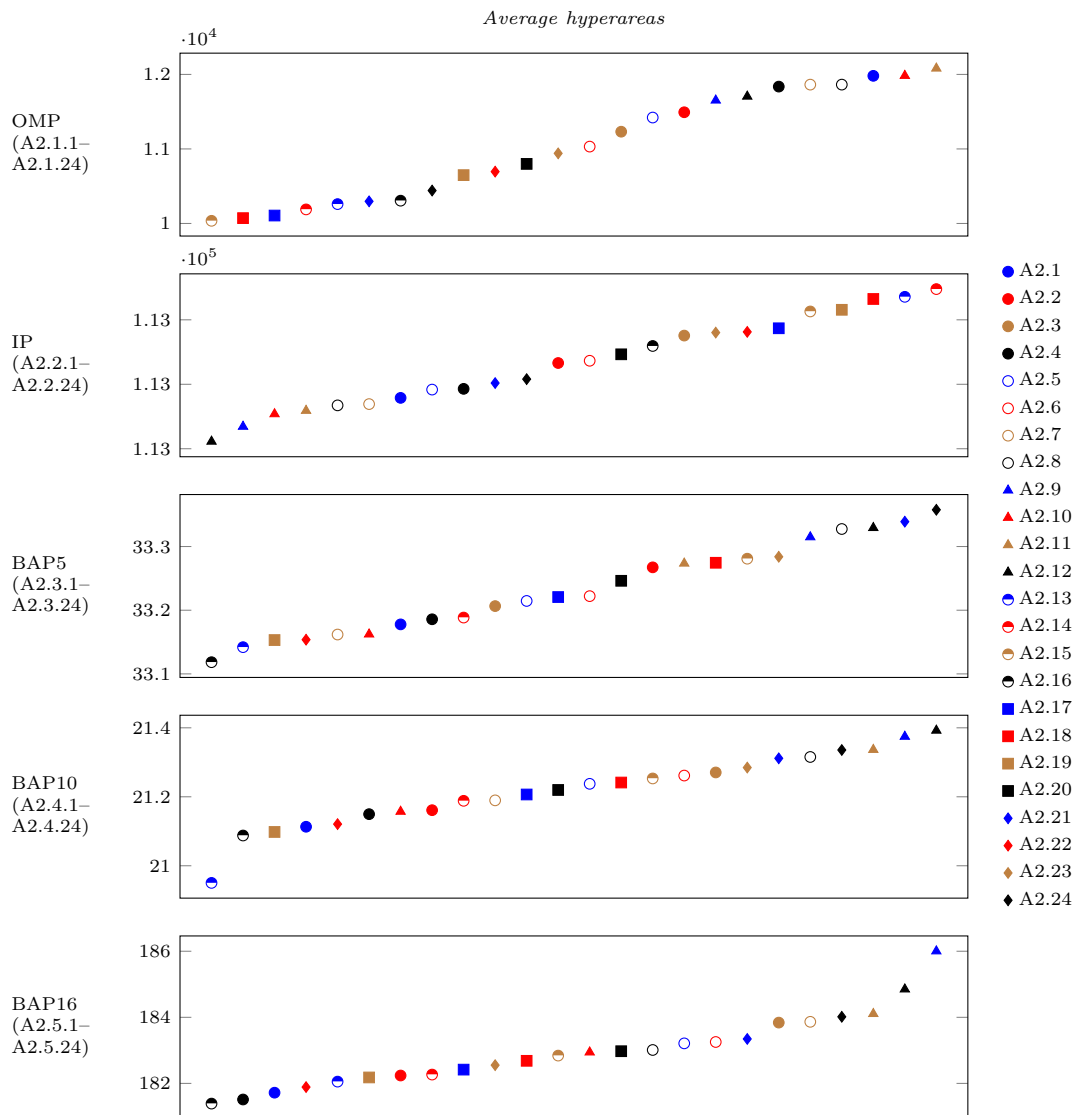 Average hyperareas
·10⁴
1.2
1.1
1
OMP
(A2.1.1–
A2.1.24)
·10⁵
1.13
1.13
1.13
IP
(A2.2.1–
A2.2.24)
33.3
33.2
33.1
BAP5
(A2.3.1–
A2.3.24)
21.4
21.2
21
BAP10
(A2.4.1–
A2.4.24)
186
184
182
BAP16
(A2.5.1–
A2.5.24)
A2.1
A2.2
A2.3
A2.4
A2.5
A2.6
A2.7
A2.8
A2.9
A2.10
A2.11
A2.12
A2.13
A2.14
A2.15
A2.16
A2.17
A2.18
A2.19
A2.20
A2.21
A2.22
A2.23
A2.24